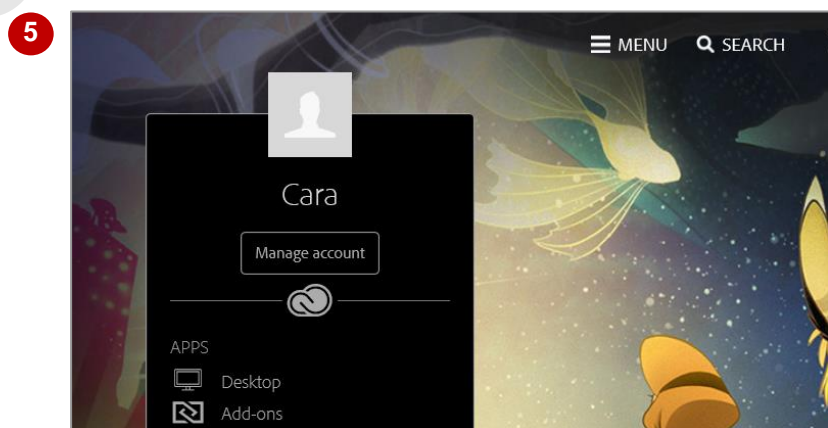 5
MENU SEARCH
Cara
Manage account
APPS
Desktop
Add-ons